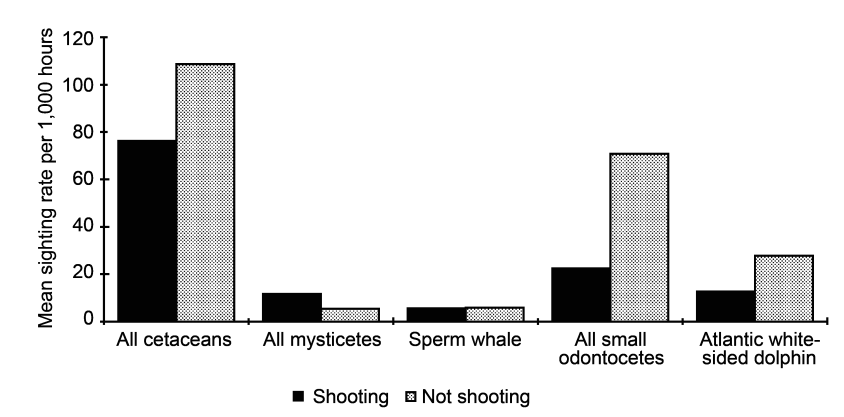 Mean sighting rate per 1,000 hours
120
100
80
60
40
20
0
All cetaceans
All mysticetes
Sperm whale
All small
odontocetes
Atlantic white-
sided dolphin
Shooting
Not shooting